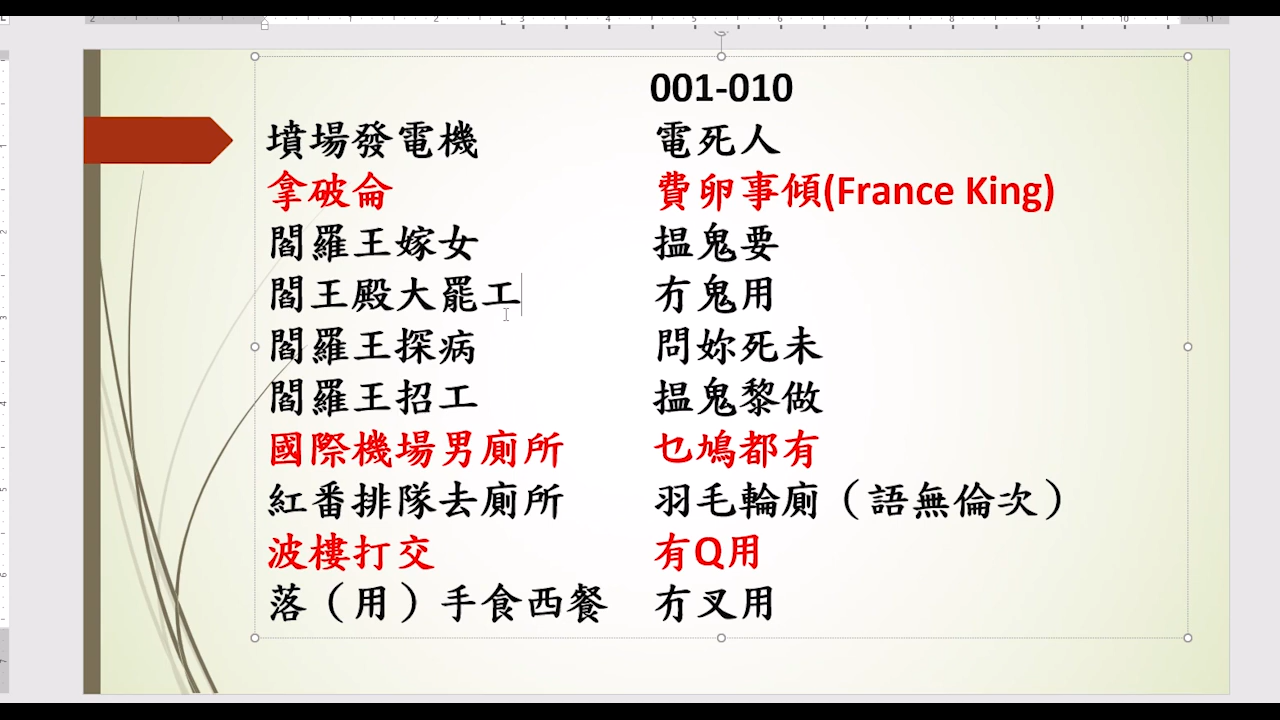 001-010
墳場發電機 電死人
拿破侖 費卵事傾(France King)
閻羅王嫁女 搵鬼要
閻王殿大罷工 冇鬼用
閻羅王探病 問妳死未
閻羅王招工 搵鬼黎做
國際機場男廁所 乜鳩都有
紅番排隊去廁所 羽毛輪廁（語無倫次）
波樓打交 有Q用
落（用）手食西餐 冇叉用